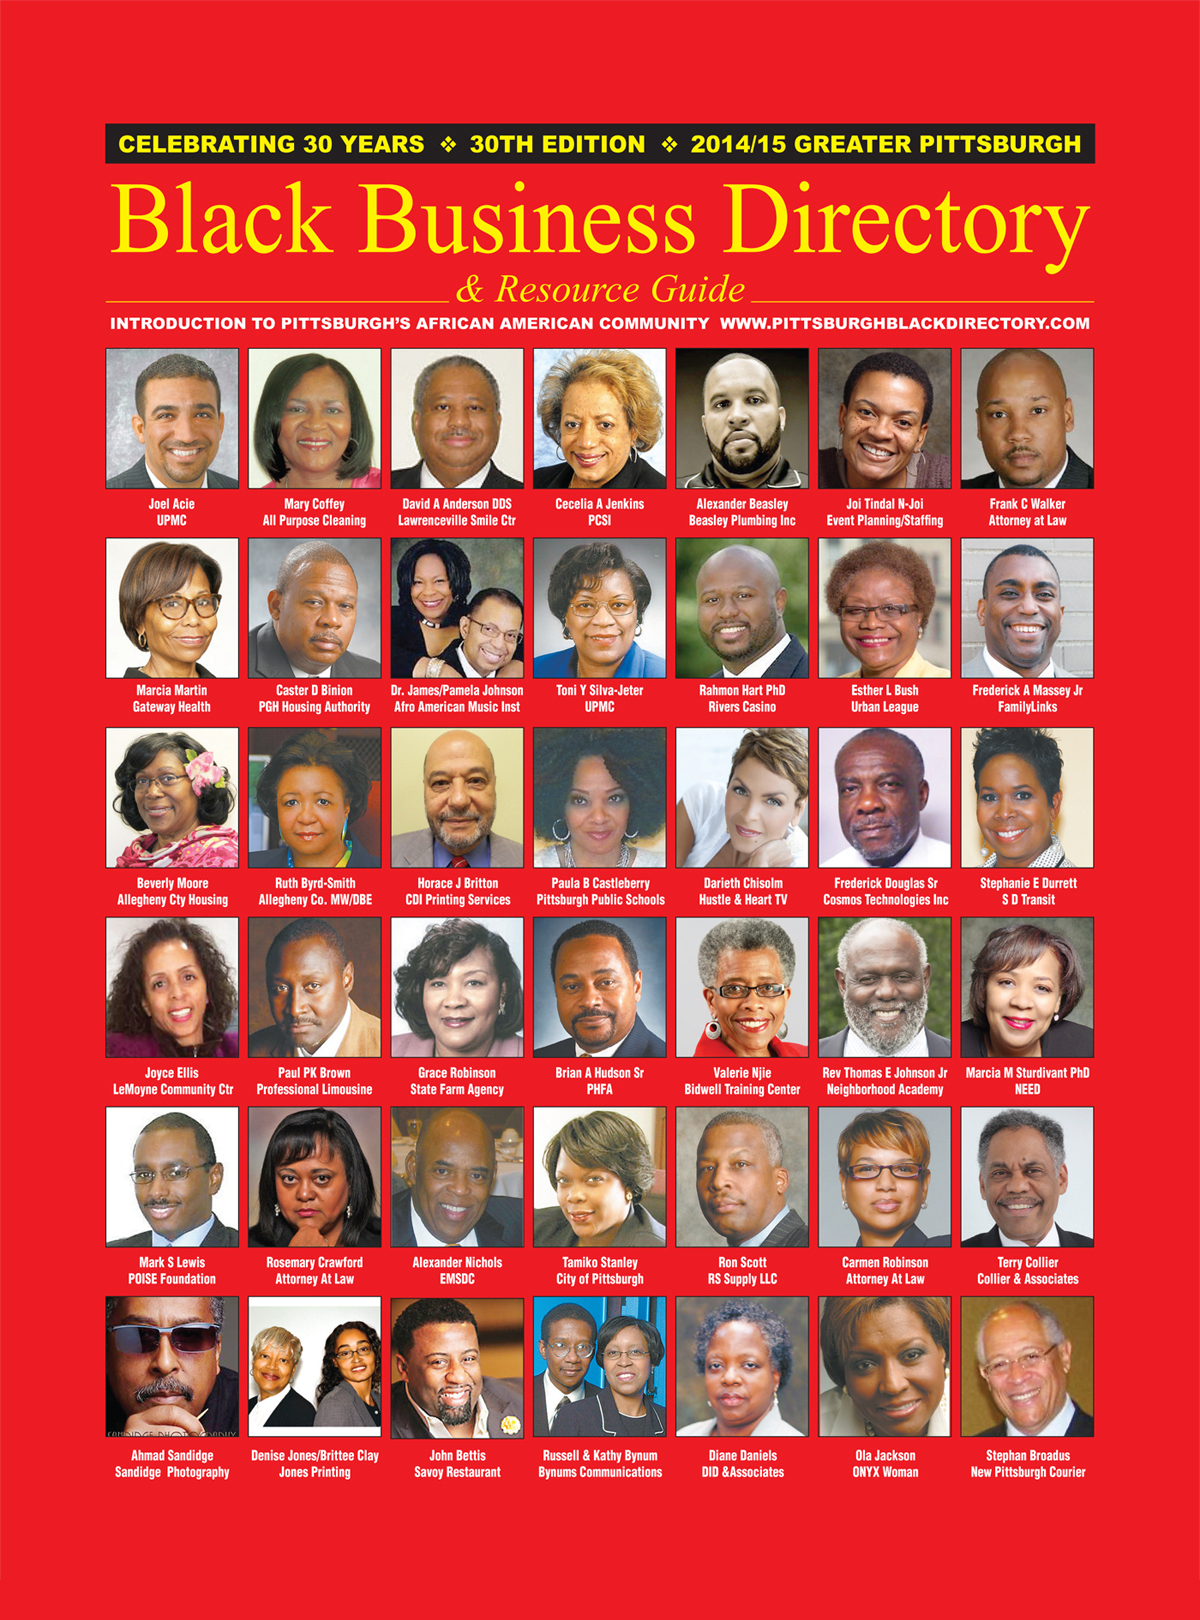 CELEBRATING 30 YEARS ❖ 30TH EDITION ❖ 2014/15 GREATER PITTSBURGH
Black Business Directory
& Resource Guide
INTRODUCTION TO PITTSBURGH'S AFRICAN AMERICAN COMMUNITY WWW.PITTSBURGHBLACKDIRECTORY.COM
Joel Acie
UPMC
Mary Coffey
All Purpose Cleaning
David A Anderson DDS
Lawrenceville Smile Ctr
Cecelia A Jenkins
PCSI
Alexander Beasley
Beasley Plumbing Inc
Joi Tindal N-Joi
Event Planning/Staffing
Frank C Walker
Attorney at Law
Marcia Martin
Gateway Health
Caster D Binion
PGH Housing Authority
Dr. James/Pamela Johnson
Afro American Music Inst
Toni Y Silva-Jeter
UPMC
Rahmon Hart PhD
Rivers Casino
Esther L Bush
Urban League
Frederick A Massey Jr
FamilyLinks
Beverly Moore
Allegheny Cty Housing
Ruth Byrd-Smith
Allegheny Co. MW/DBE
Horace J Britton
CDI Printing Services
Paula B Castleberry
Pittsburgh Public Schools
Darieth Chisolm
Hustle & Heart TV
Frederick Douglas Sr
Cosmos Technologies Inc
Stephanie E Durrett
S D Transit
Joyce Ellis
LeMoyne Community Ctr
Paul PK Brown
Professional Limousine
Grace Robinson
State Farm Agency
Brian A Hudson Sr
PHFA
Valerie Njie
Bidwell Training Center
Rev Thomas E Johnson Jr
Neighborhood Academy
Marcia M Sturdivant PhD
NEED
Mark S Lewis
POISE Foundation
Rosemary Crawford
Attorney At Law
Alexander Nichols
EMSDC
Tamiko Stanley
City of Pittsburgh
Ron Scott
RS Supply LLC
Carmen Robinson
Attorney At Law
Terry Collier
Collier & Associates
SANDIDGE PHOTOGRAPHY
Ahmad Sandidge
Sandidge Photography
Denise Jones/Brittee Clay
Jones Printing
John Bettis
Savoy Restaurant
Russell & Kathy Bynum
Bynums Communications
Diane Daniels
DID &Associates
Ola Jackson
ONYX Woman
Stephan Broadus
New Pittsburgh Courier